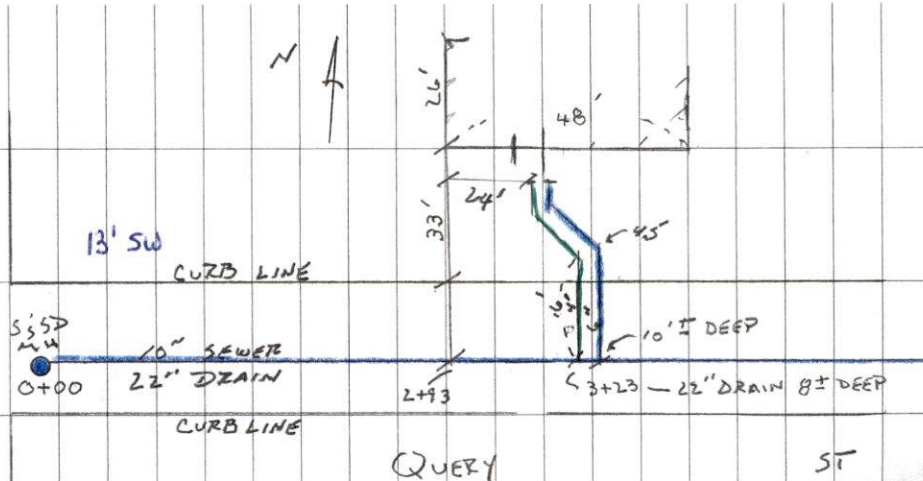 N
26'
48'
24'
33'
45°
13' SW
CURB LINE
S & SD
MH
10" SEWER
10' ± DEEP
0+00
22" DRAIN
2+93
3+23 — 22" DRAIN 8± DEEP
CURB LINE
QUERY ST